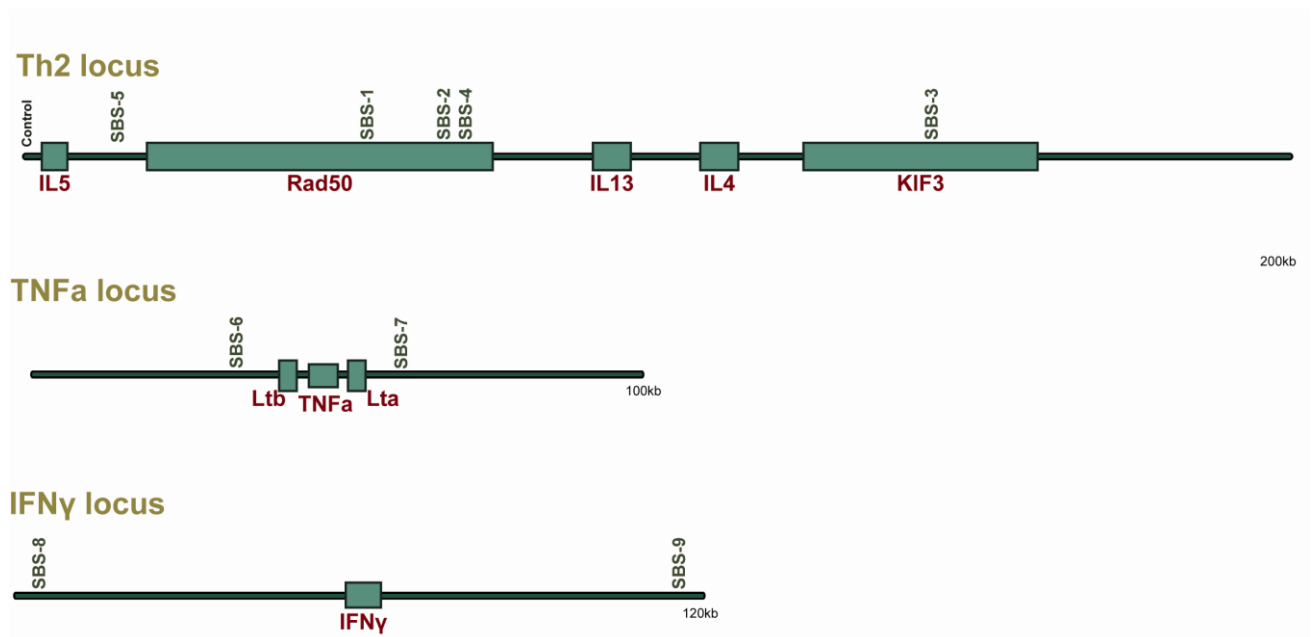 Th2 locus
Control
SBS-5
SBS-1
SBS-2
SBS-4
SBS-3
IL5
Rad50
IL13
IL4
KIF3
200kb
TNFa locus
SBS-6
SBS-7
Ltb
TNFa
Lta
100kb
IFNγ locus
SBS-8
SBS-9
IFNγ
120kb